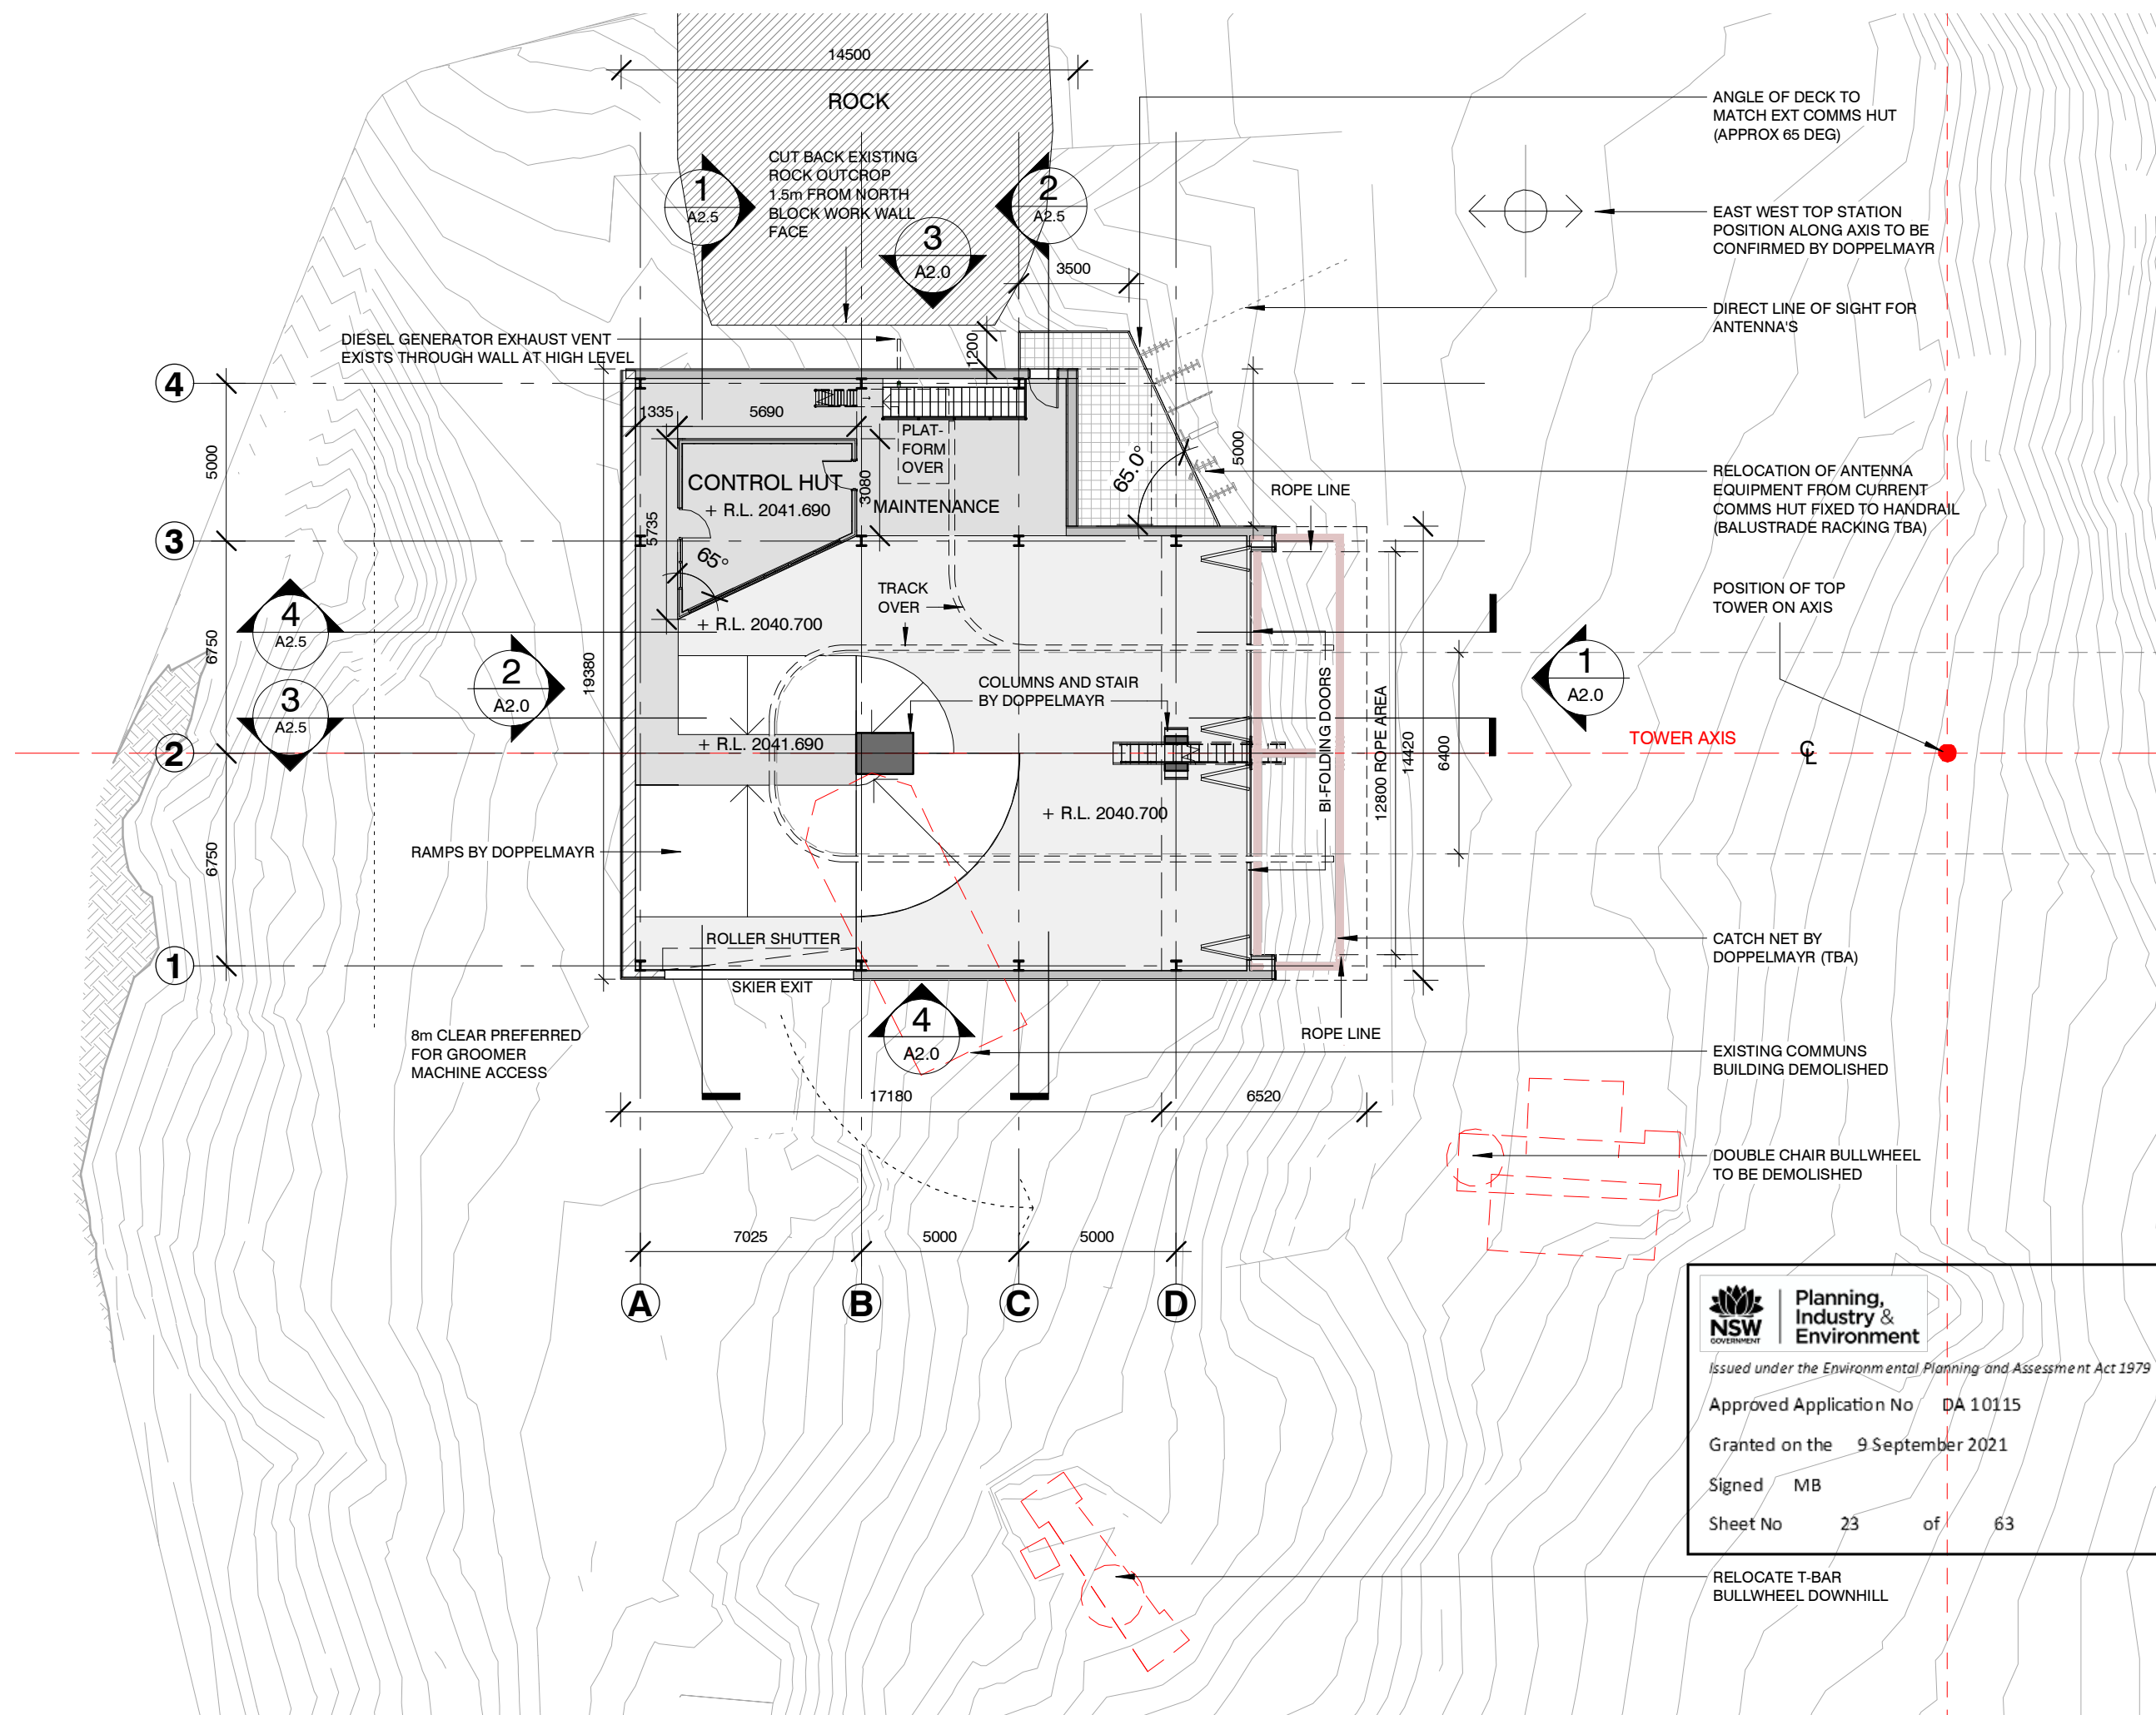 14500
ROCK
CUT BACK EXISTING
ROCK OUTCROP
1.5m FROM NORTH
BLOCK WORK WALL
FACE
1
A2.5
2
A2.5
3
A2.0
3500
1200
ANGLE OF DECK TO
MATCH EXT COMMS HUT
(APPROX 65 DEG)
EAST WEST TOP STATION
POSITION ALONG AXIS TO BE
CONFIRMED BY DOPPELMAYR
DIRECT LINE OF SIGHT FOR
ANTENNA'S
DIESEL GENERATOR EXHAUST VENT
EXISTS THROUGH WALL AT HIGH LEVEL
4
1335
5690
PLAT-
FORM
OVER
5000
CONTROL HUT
+ R.L. 2041.690
3080
MAINTENANCE
65.0°
5000
ROPE LINE
RELOCATION OF ANTENNA
EQUIPMENT FROM CURRENT
COMMS HUT FIXED TO HANDRAIL
(BALUSTRADE RACKING TBA)
3
5735
65°
TRACK
OVER
POSITION OF TOP
TOWER ON AXIS
4
A2.5
+ R.L. 2040.700
6750
19380
2
A2.0
3
A2.5
COLUMNS AND STAIR
BY DOPPELMAYR
BI-FOLDING DOORS
12800 ROPE AREA
14420
6400
1
A2.0
TOWER AXIS
CL
2
+ R.L. 2041.690
+ R.L. 2040.700
6750
RAMPS BY DOPPELMAYR
1
ROLLER SHUTTER
SKIER EXIT
CATCH NET BY
DOPPELMAYR (TBA)
8m CLEAR PREFERRED
FOR GROOMER
MACHINE ACCESS
4
A2.0
ROPE LINE
EXISTING COMMUNS
BUILDING DEMOLISHED
17180
6520
DOUBLE CHAIR BULLWHEEL
TO BE DEMOLISHED
7025
5000
5000
A
B
C
D
NSW
GOVERNMENT
Planning,
Industry &
Environment
Issued under the Environmental Planning and Assessment Act 1979
Approved Application No DA 10115
Granted on the 9 September 2021
Signed MB
Sheet No 23 of 63
RELOCATE T-BAR
BULLWHEEL DOWNHILL